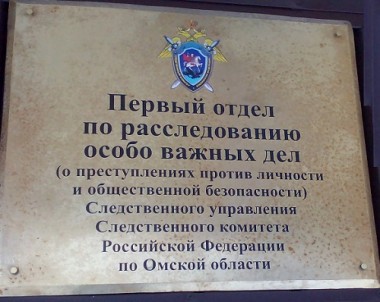 Первый отдел
по расследованию
особо важных дел
(о преступлениях против личности
и общественной безопасности)
Следственного управления
Следственного комитета
Российской Федерации
по Омской области